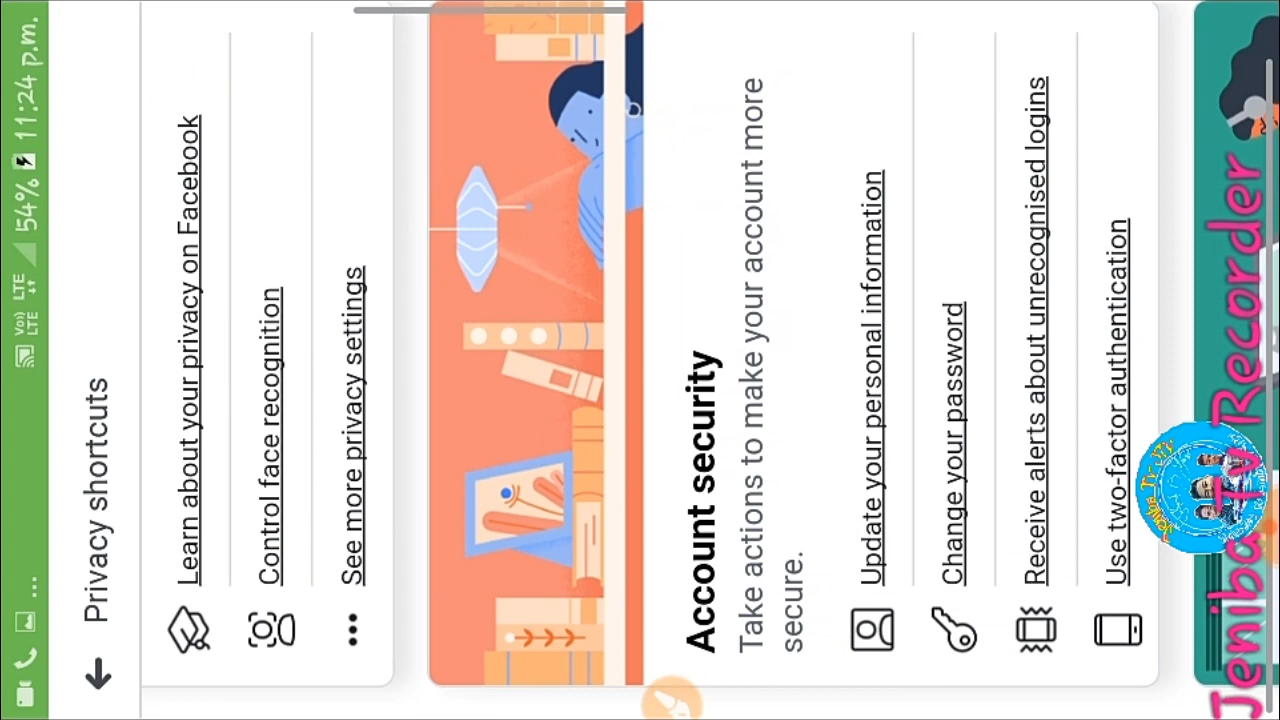 Vo)) LTE
LTE
54%
11:24 p.m.
Privacy shortcuts
Learn about your privacy on Facebook
Control face recognition
See more privacy settings
Account security
Take actions to make your account more
secure.
Update your personal information
Change your password
Receive alerts about unrecognised logins
Use two-factor authentication
Jeniba Tv Recorder